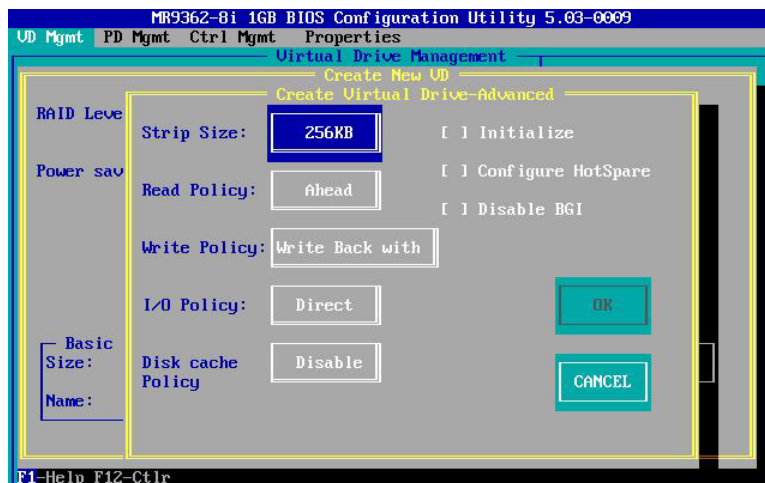 MR9362-8i 1GB BIOS Configuration Utility 5.03-0009
VD Mgmt PD Mgmt Ctrl Mgmt Properties
Virtual Drive Management
Create New VD
Create Virtual Drive-Advanced
RAID Leve
Strip Size: 256KB [ ] Initialize
Power sav
[ ] Configure HotSpare
Read Policy: Ahead
[ ] Disable BGI
Write Policy: Write Back with
I/O Policy: Direct OK
Basic
Size:
Disk cache Disable
Policy
CANCEL
Name:
F1-Help F12-Ctlr